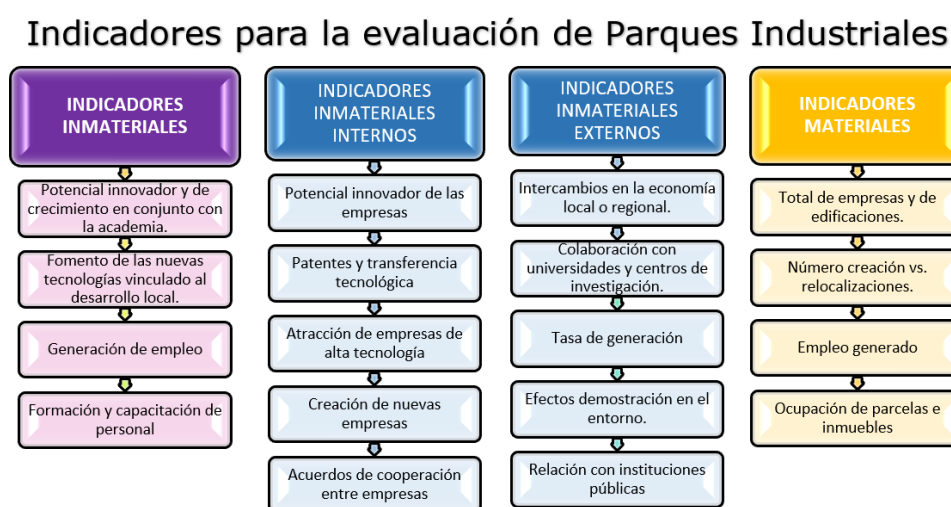 Indicadores para la evaluación de Parques Industriales
INDICADORES
INMATERIALES
Potencial innovador y de
crecimiento en conjunto con
la academia.
Fomento de las nuevas
tecnologías vinculado al
desarrollo local.
Generación de empleo
Formación y capacitación de
personal
INDICADORES
INMATERIALES
INTERNOS
Potencial innovador de las
empresas
Patentes y transferencia
tecnológica
Atracción de empresas de
alta tecnología
Creación de nuevas
empresas
Acuerdos de cooperación
entre empresas
INDICADORES
INMATERIALES
EXTERNOS
Intercambios en la economía
local o regional.
Colaboración con
universidades y centros de
investigación.
Tasa de generación
Efectos demostración en el
entorno.
Relación con instituciones
públicas
INDICADORES
MATERIALES
Total de empresas y de
edificaciones.
Número creación vs.
relocalizaciones.
Empleo generado
Ocupación de parcelas e
inmuebles